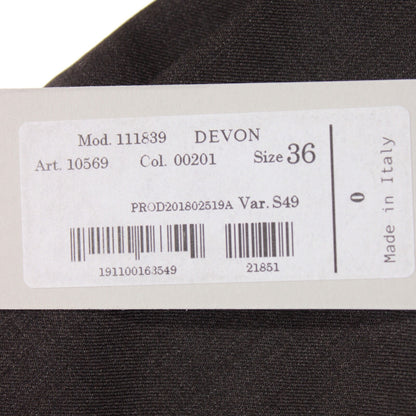 Mod. 111839 DEVON
Art. 10569 Col. 00201 Size 36
PROD201802519A Var. S49
191100163549 21851
0
Made in Italy